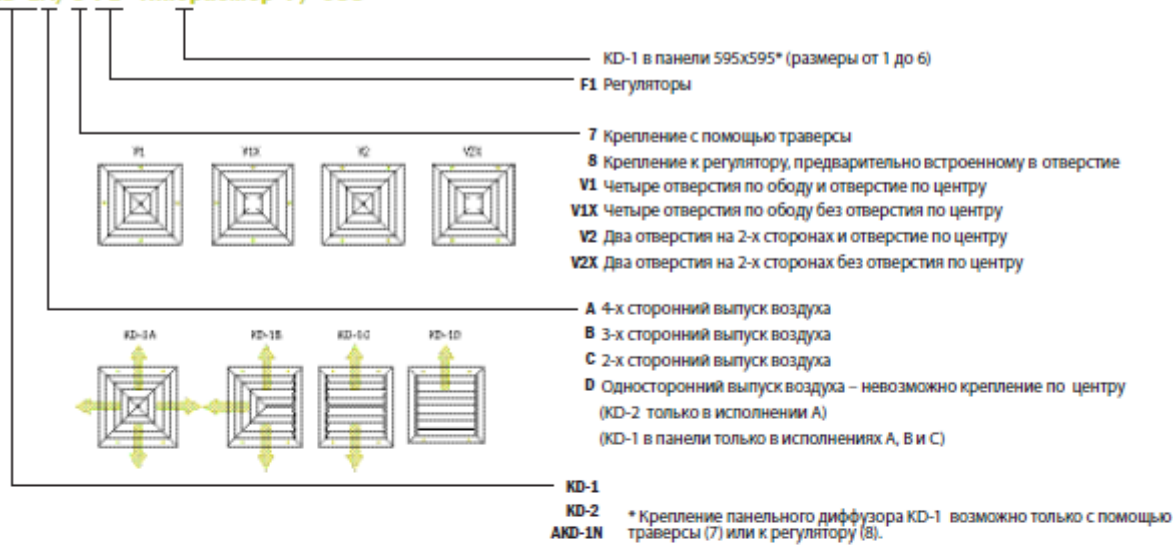 KD-1 в панели 595x595* (размеры от 1 до 6)
F1 Регуляторы
7 Крепление с помощью траверсы
8 Крепление к регулятору, предварительно встроенному в отверстие
V1 Четыре отверстия по ободу и отверстие по центру
V1X Четыре отверстия по ободу без отверстия по центру
V2 Два отверстия на 2-х сторонах и отверстие по центру
V2X Два отверстия на 2-х сторонах без отверстия по центру
V1 V1X V2 V2X
A 4-х сторонний выпуск воздуха
B 3-х сторонний выпуск воздуха
C 2-х сторонний выпуск воздуха
D Односторонний выпуск воздуха – невозможно крепление по центру
(KD-2 только в исполнении А)
(KD-1 в панели только в исполнениях А, В и С)
KD-1B KD-1D
KD-1
KD-2
AKD-1N
* Крепление панельного диффузора KD-1 возможно только с помощью
траверсы (7) или к регулятору (8).